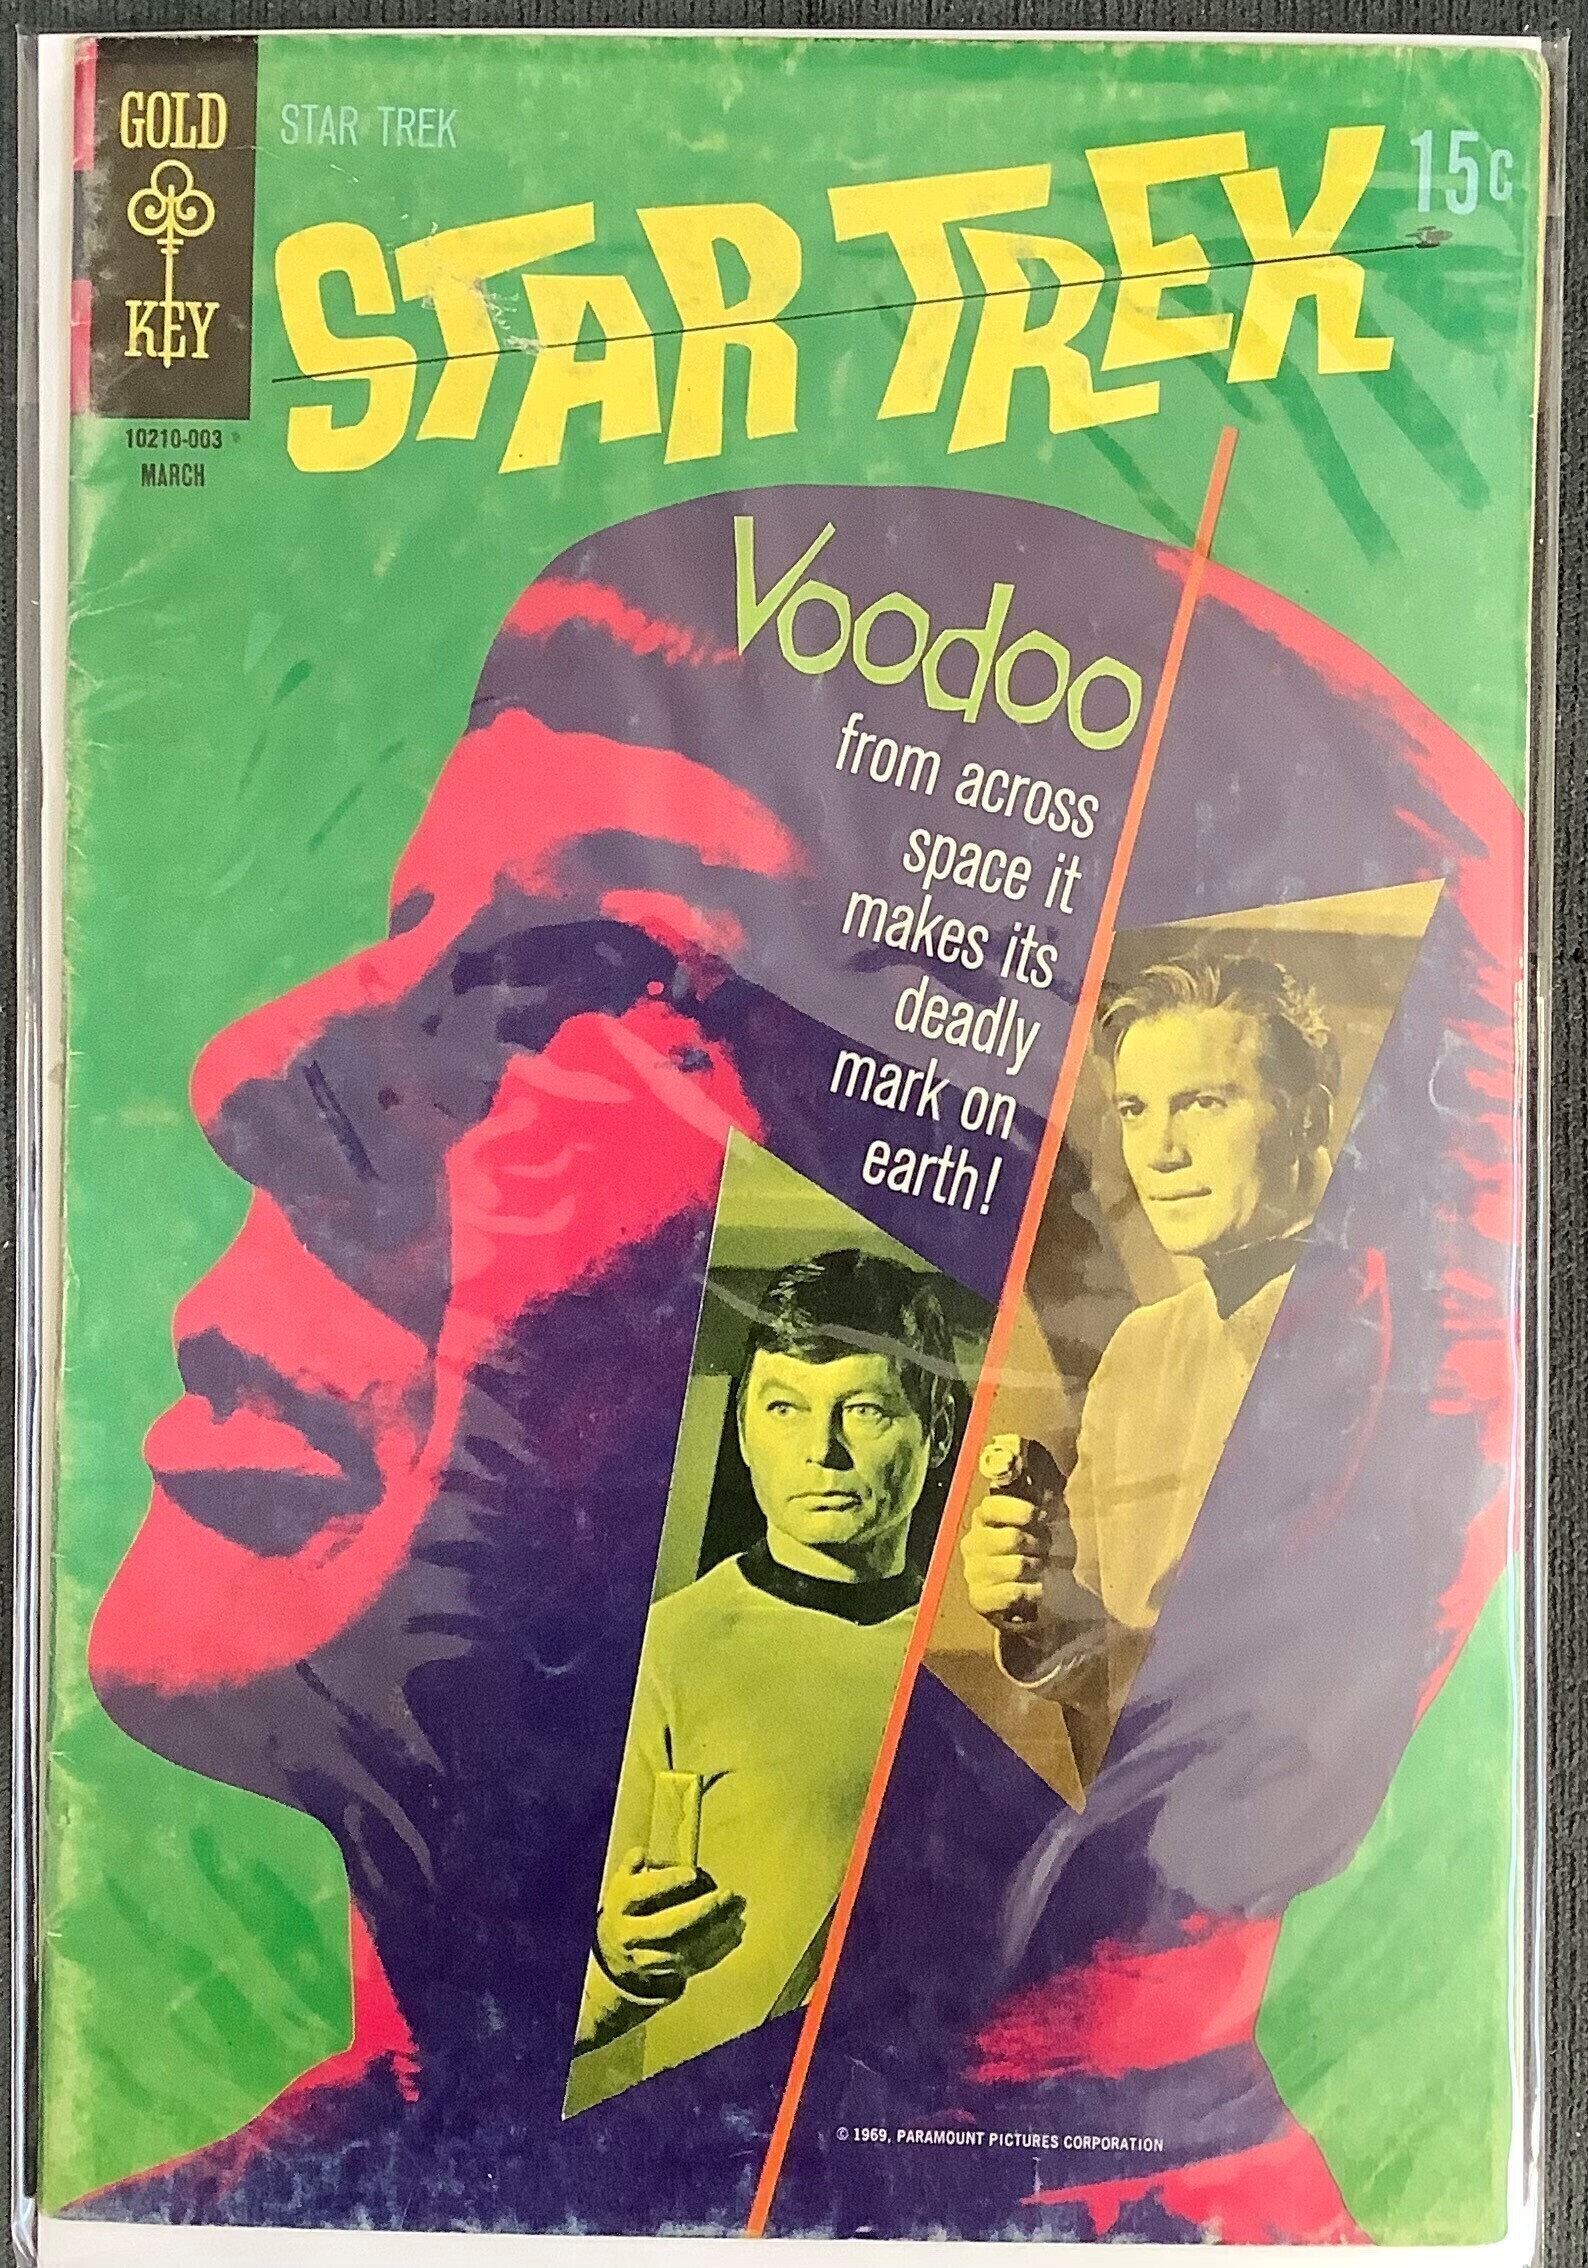 GOLD
KEY
10210-003
MARCH
STAR TREK
15¢
STAR TREK
Voodoo
from across
space it
makes its
deadly
mark on
earth!
© 1969, PARAMOUNT PICTURES CORPORATION